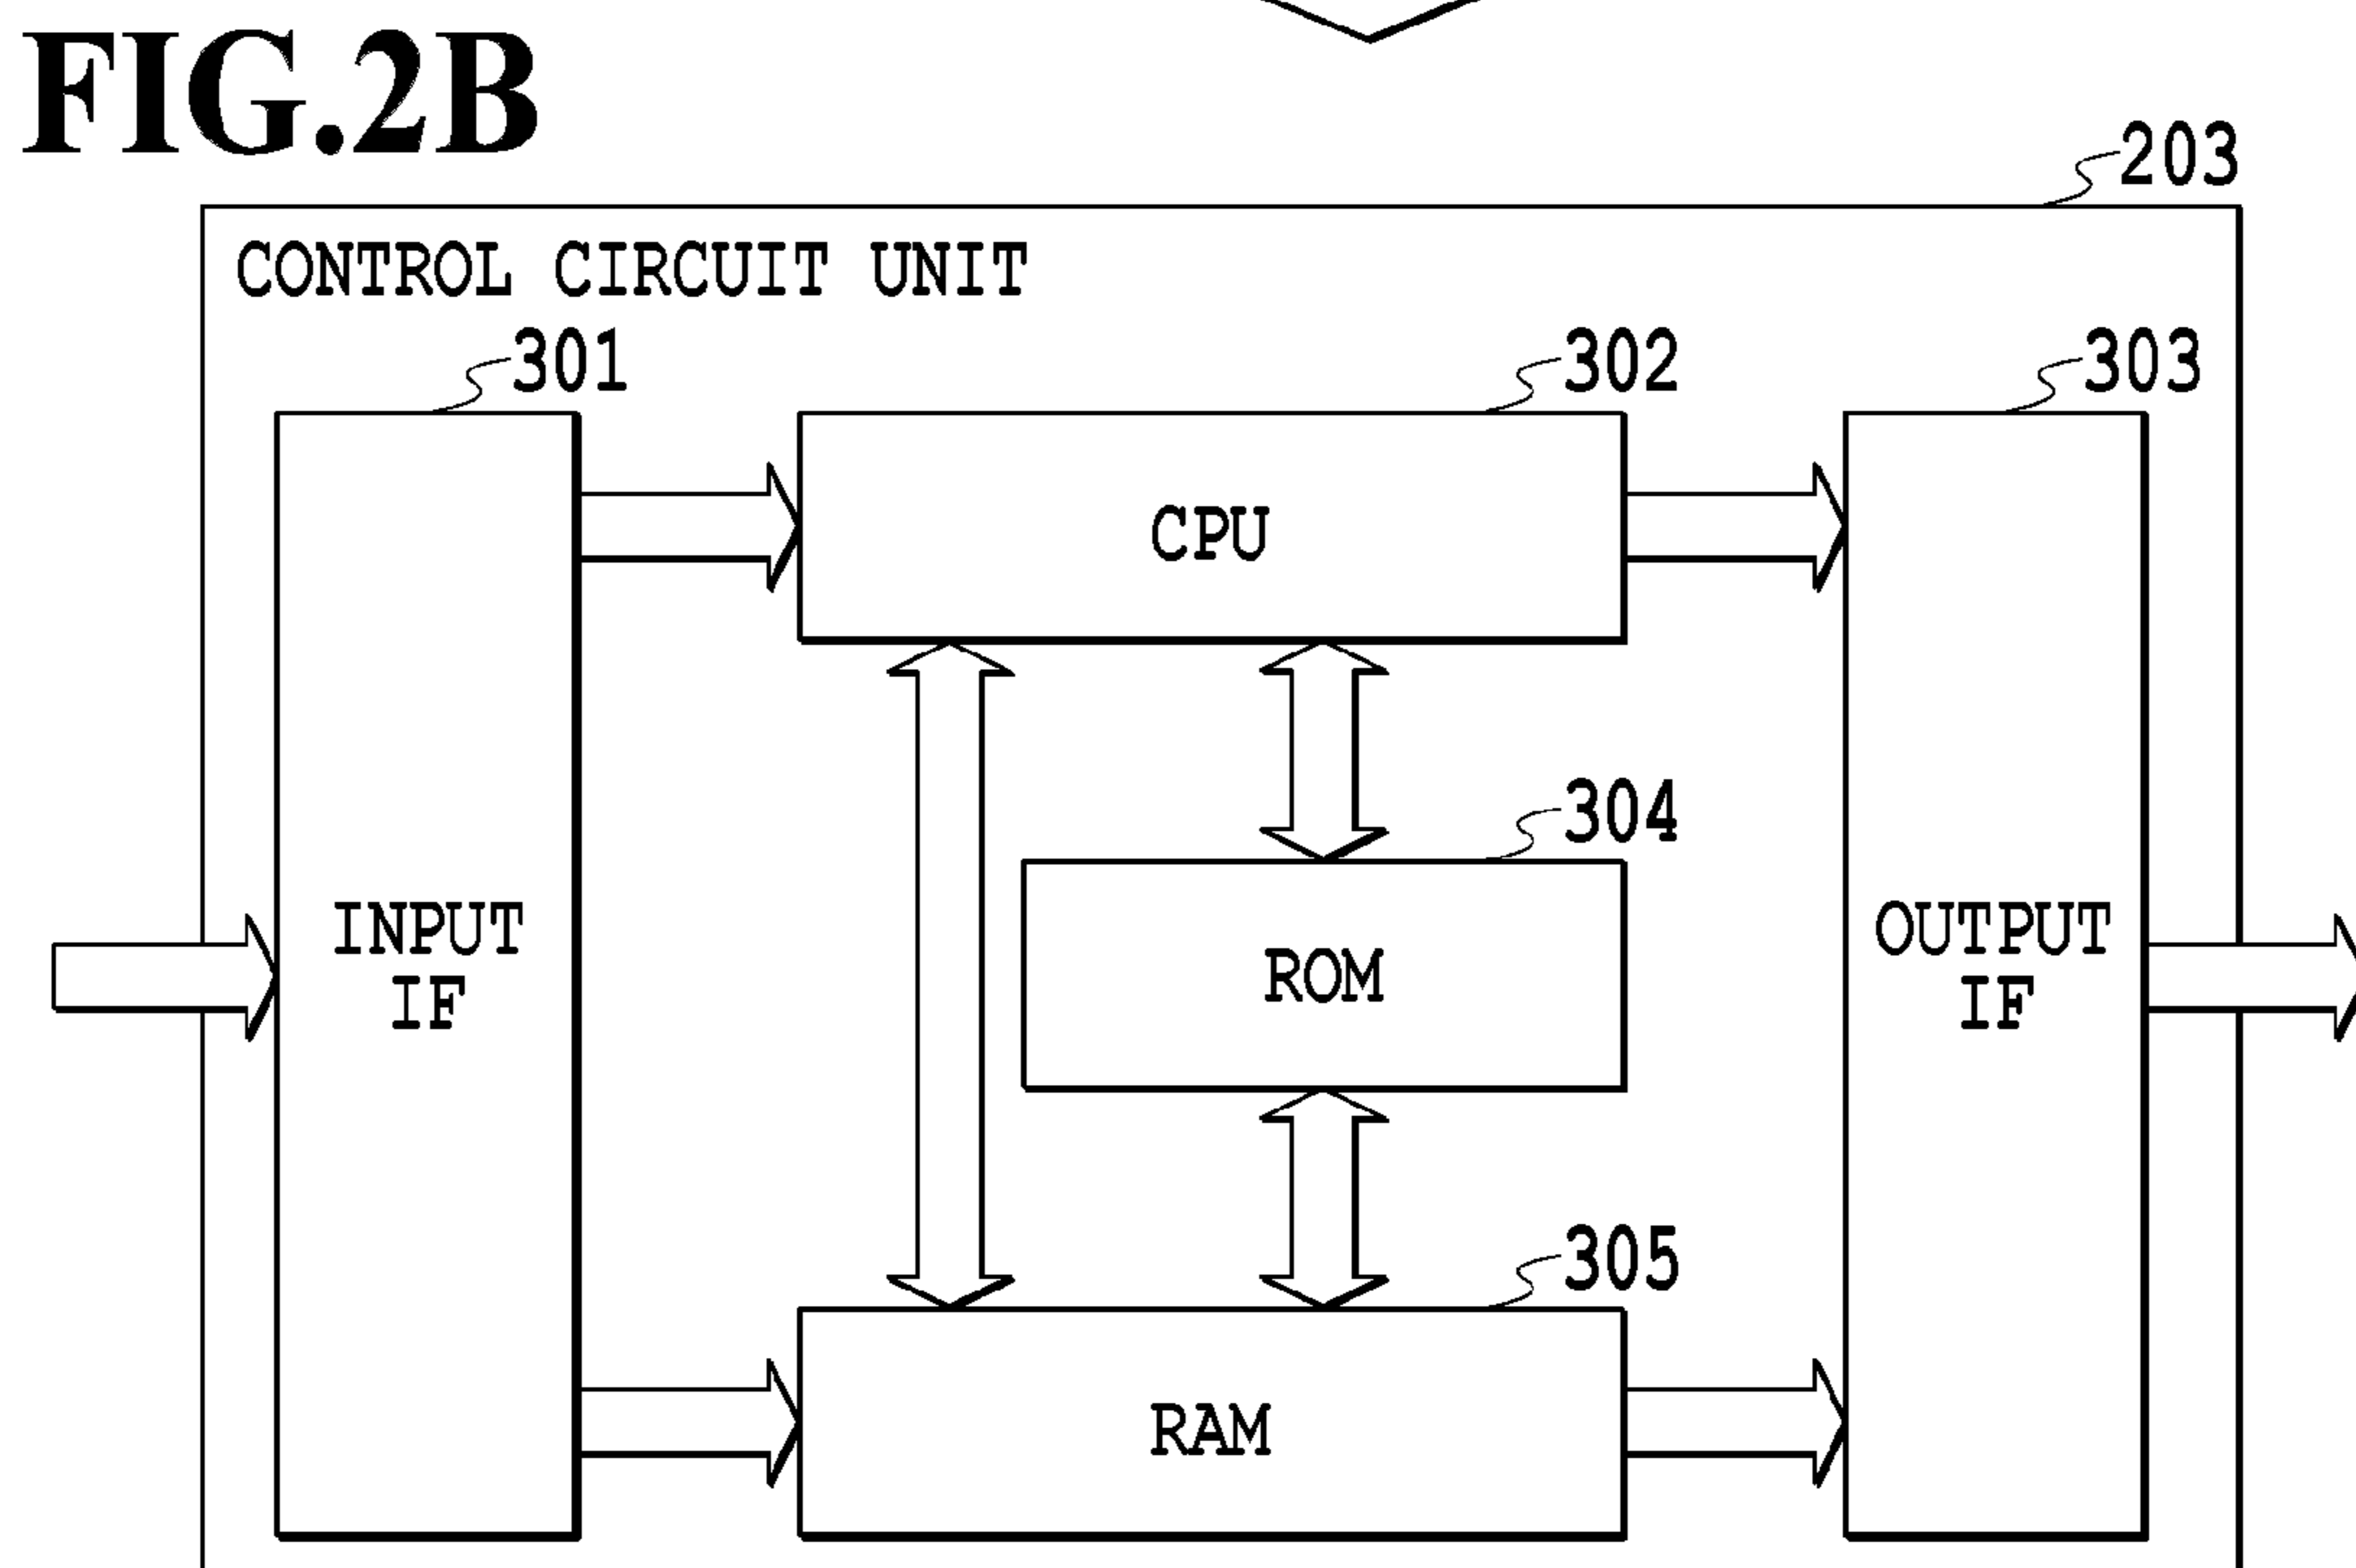 FIG.2B
203
CONTROL CIRCUIT UNIT
301
302
303
CPU
304
INPUT
IF
ROM
OUTPUT
IF
305
RAM